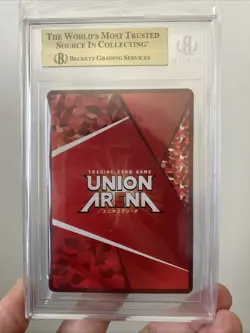 THE WORLD'S MOST TRUSTED
SOURCE IN COLLECTING™
BECKETT GRADING SERVICES
TRADING CARD GAME
UNION
ARENA
ユニオンアリーナ